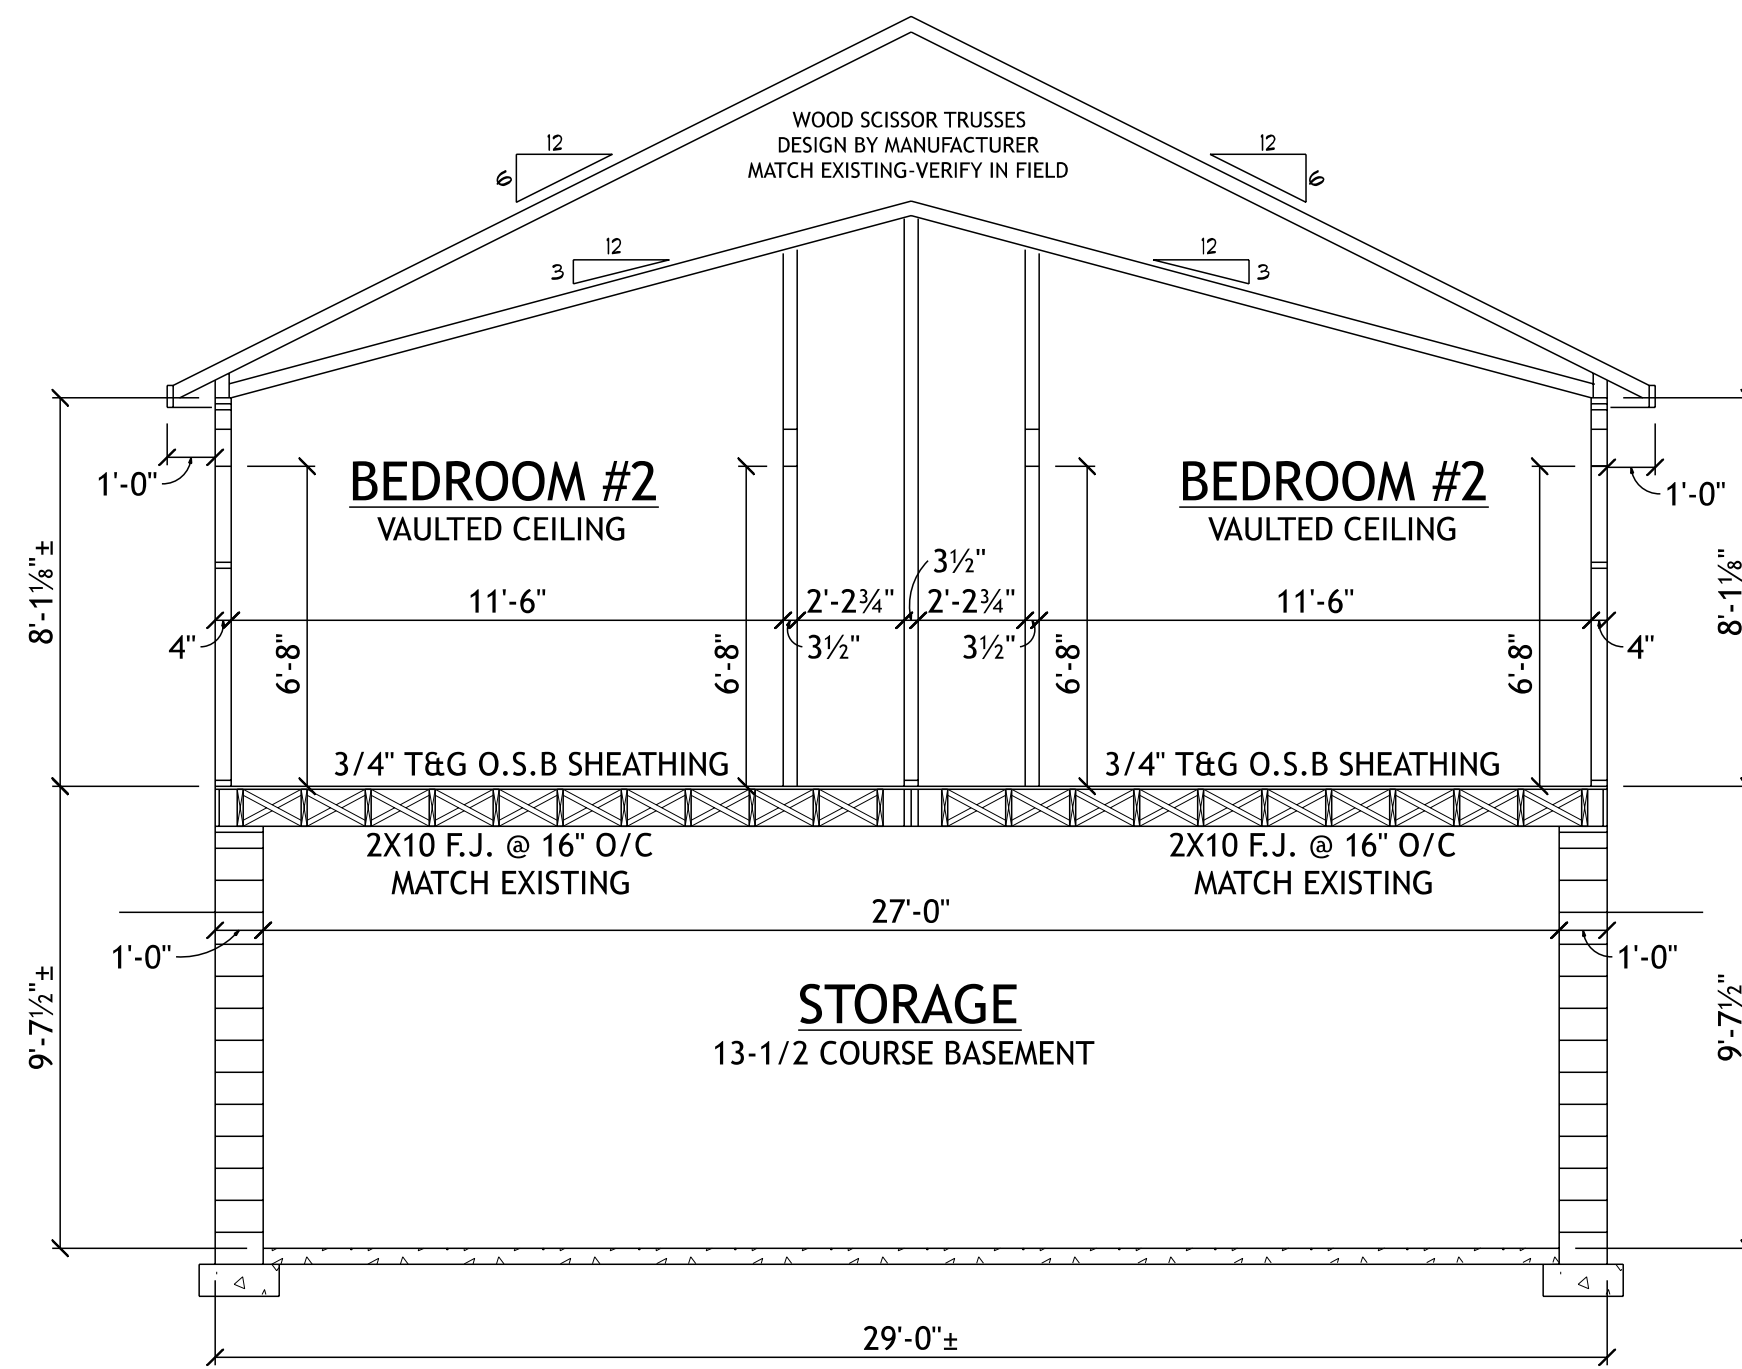 WOOD SCISSOR TRUSSES
DESIGN BY MANUFACTURER
MATCH EXISTING-VERIFY IN FIELD
12
6
12
6
12
3
12
3
1'-0"
1'-0"
BEDROOM #2
VAULTED CEILING
BEDROOM #2
VAULTED CEILING
8'-1⅛"±
8'-1⅛"
3½"
11'-6"
2'-2¾"
2'-2¾"
11'-6"
4"
3½"
3½"
4"
6'-8"
6'-8"
6'-8"
6'-8"
3/4" T&G O.S.B SHEATHING
3/4" T&G O.S.B SHEATHING
2X10 F.J. @ 16" O/C
MATCH EXISTING
2X10 F.J. @ 16" O/C
MATCH EXISTING
27'-0"
1'-0"
1'-0"
9'-7½"±
9'-7½"
STORAGE
13-1/2 COURSE BASEMENT
29'-0"±